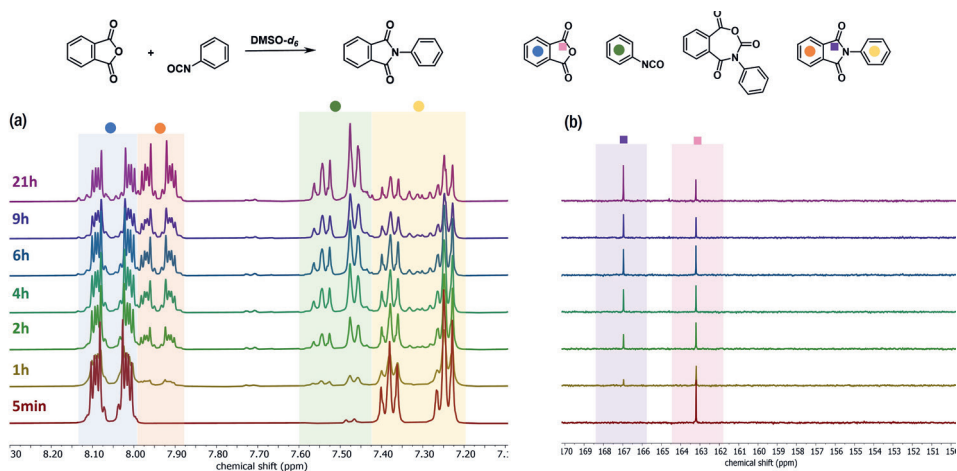 O O
O + OCN DMSO-d6 N
O O
O O O
O NCO O O N O N
O O O
(a)
(b)
21h
9h
6h
4h
2h
1h
5min
30 8.20 8.10 8.00 7.90 7.80 7.70 7.60 7.50 7.40 7.30 7.20 7.1
chemical shift (ppm)
170 169 168 167 166 165 164 163 162 161 160 159 158 157 156 155 154 153 152 151 150
chemical shift (ppm)